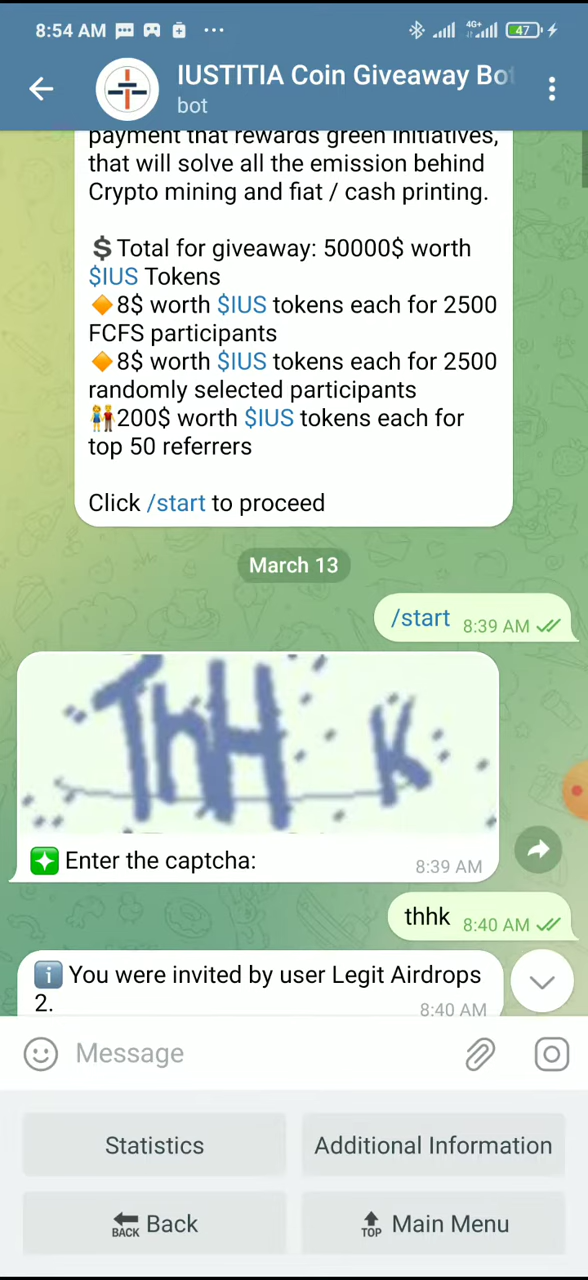 8:54 AM
4G+
47
IUSTITIA Coin Giveaway Bot
bot
payment that rewards green initiatives,
that will solve all the emission behind
Crypto mining and fiat / cash printing.
$ Total for giveaway: 50000$ worth
$IUS Tokens
🔶8$ worth $IUS tokens each for 2500
FCFS participants
🔶8$ worth $IUS tokens each for 2500
randomly selected participants
👫200$ worth $IUS tokens each for
top 50 referrers
Click /start to proceed
March 13
/start 8:39 AM
ThH K
Enter the captcha: 8:39 AM
thhk 8:40 AM
You were invited by user Legit Airdrops
2. 8:40 AM
Message
Statistics
Additional Information
BACK Back
TOP Main Menu